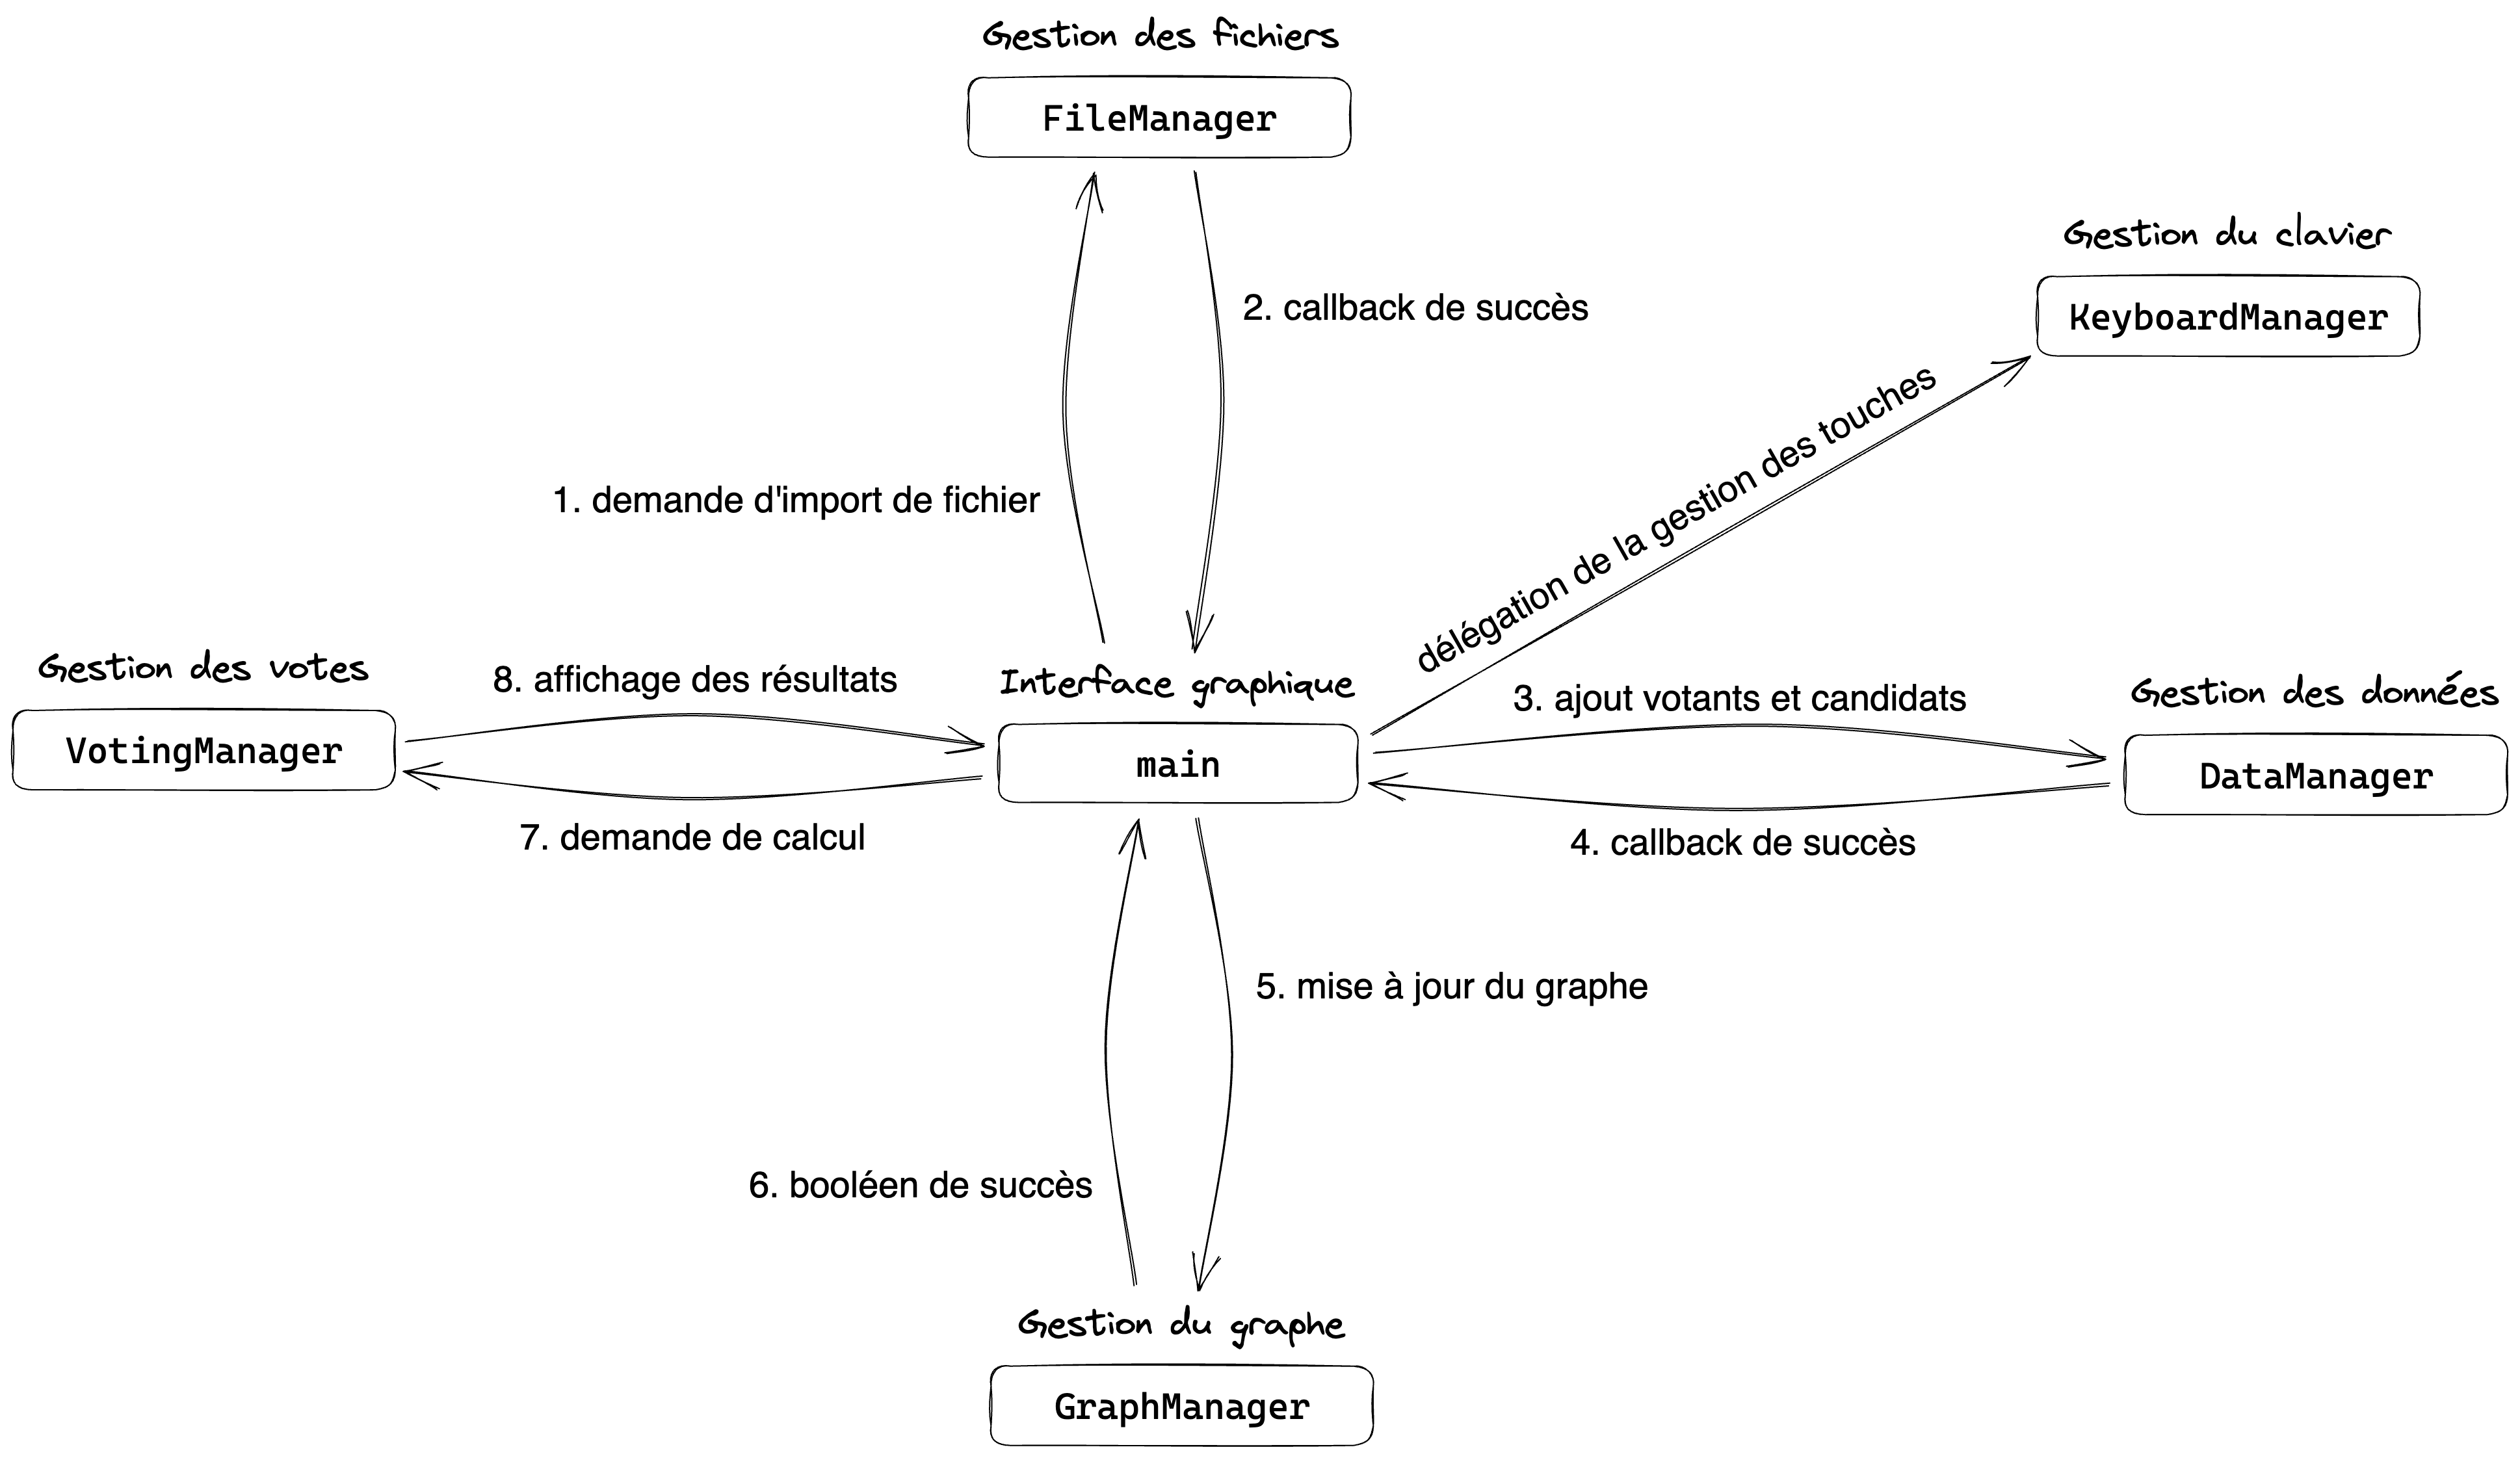 Gestion des fichiers
FileManager
Gestion du clavier
KeyboardManager
2. callback de succès
délégation de la gestion des touches
1. demande d'import de fichier
Gestion des votes
VotingManager
8. affichage des résultats
7. demande de calcul
Interface graphique
main
3. ajout votants et candidats
4. callback de succès
Gestion des données
DataManager
5. mise à jour du graphe
6. booléen de succès
Gestion du graphe
GraphManager